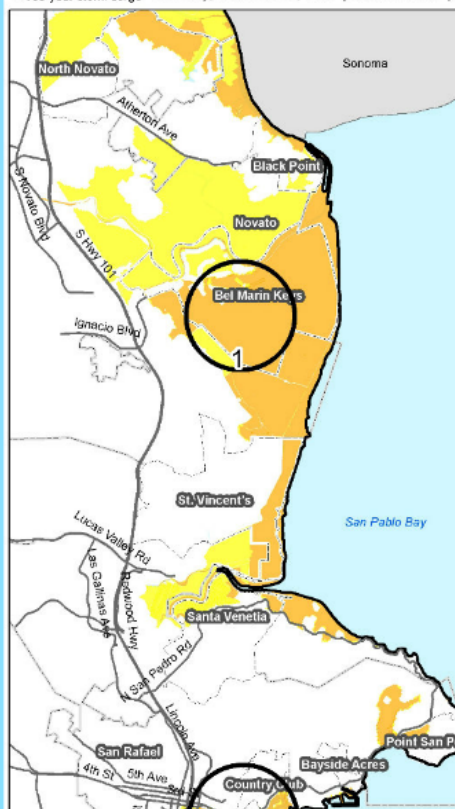 North Novato
Sonoma
Atherton Ave
Black Point
S Novato Blvd
Novato
S Hwy 101
Bel Marin Keys
Ignacio Blvd
1
St. Vincent's
San Pablo Bay
Lucas Valley Rd
Las Gallinas Ave
Redwood Hwy
Santa Venetia
N San Pedro Rd
Lincoln Ave
San Rafael
Point San P
Bayside Acres
5th Ave
4th St
Country Club